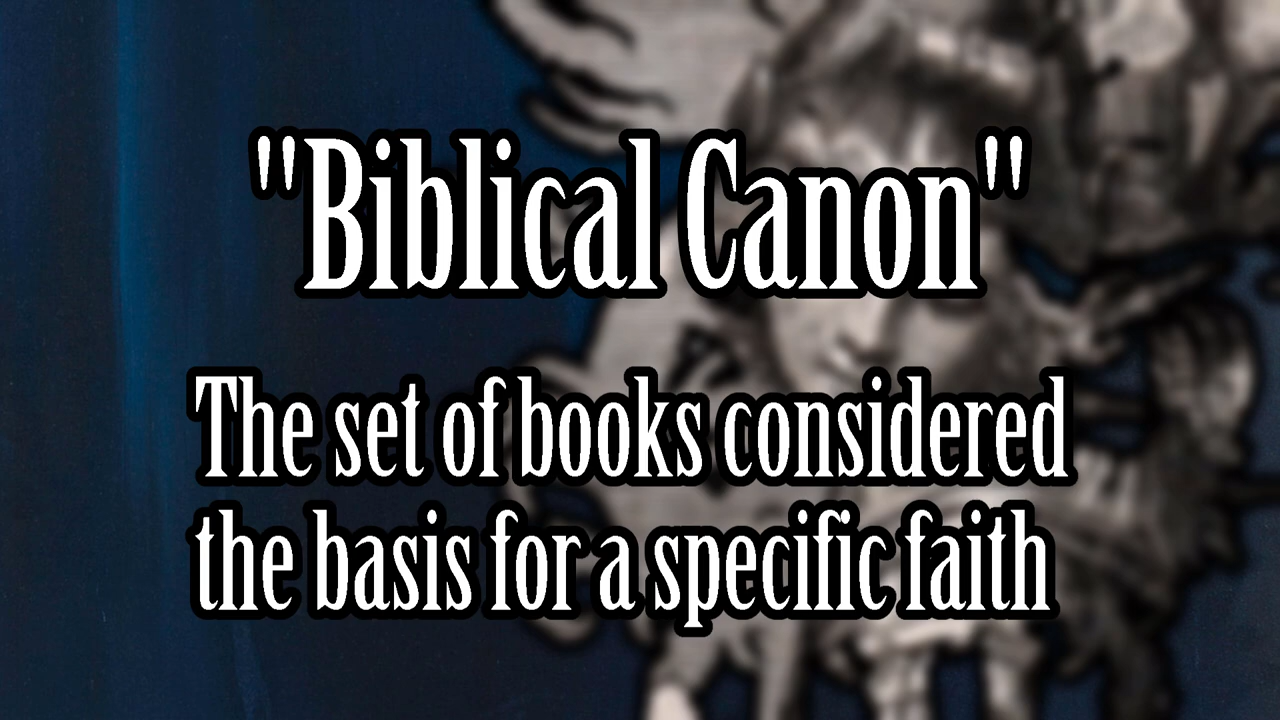 "Biblical Canon"
The set of books considered
the basis for a specific faith